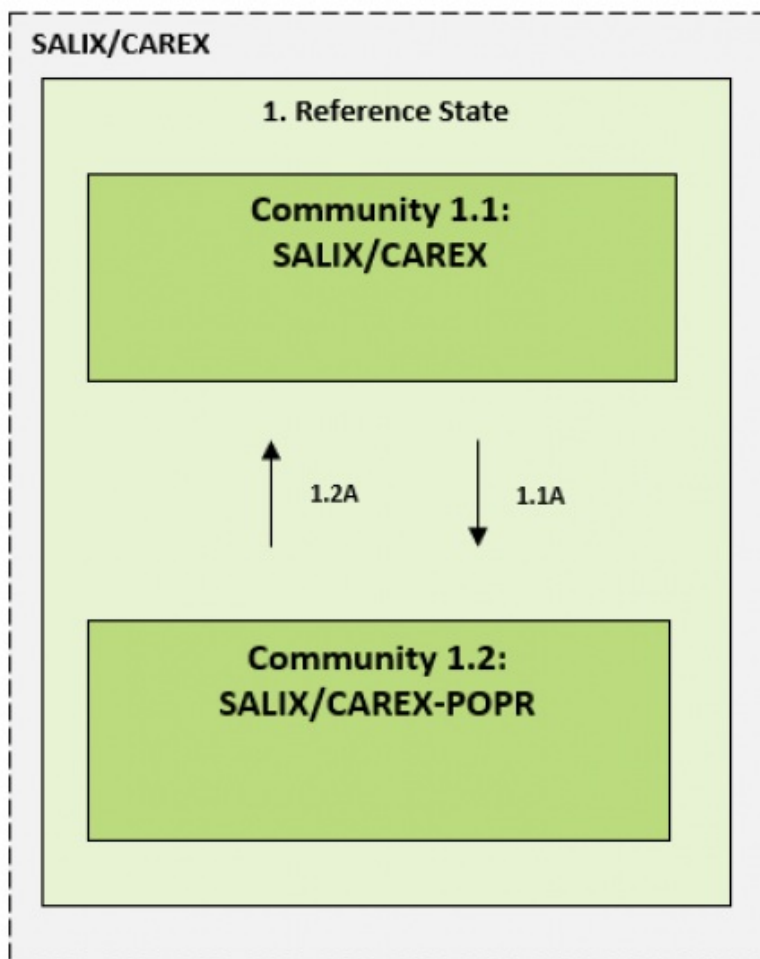 SALIX/CAREX
1. Reference State
Community 1.1:
SALIX/CAREX
1.2A
1.1A
Community 1.2:
SALIX/CAREX-POPR